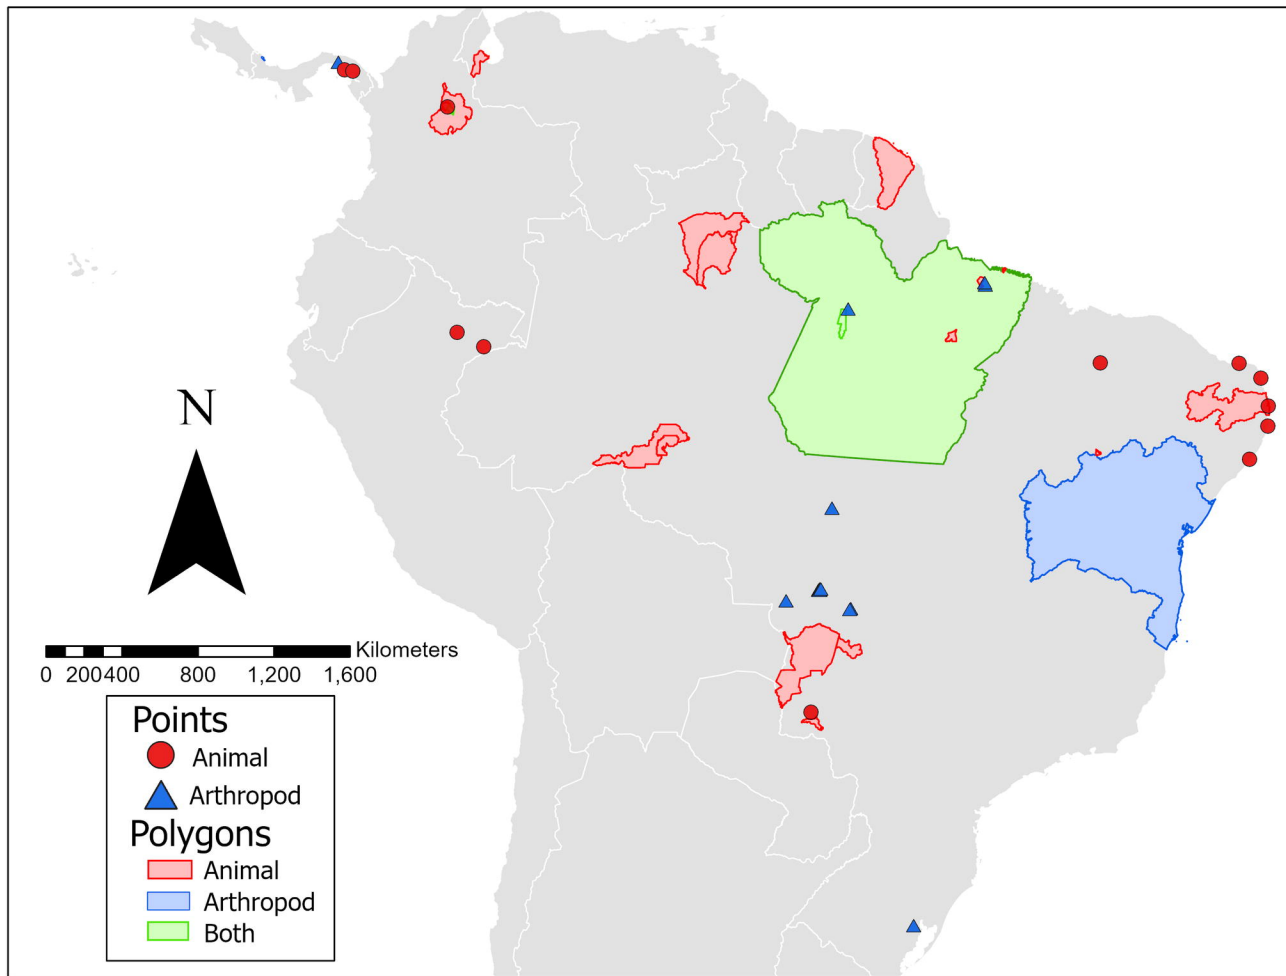 N
Kilometers
0 200400 800 1,200 1,600
Points
Animal
Arthropod
Polygons
Animal
Arthropod
Both